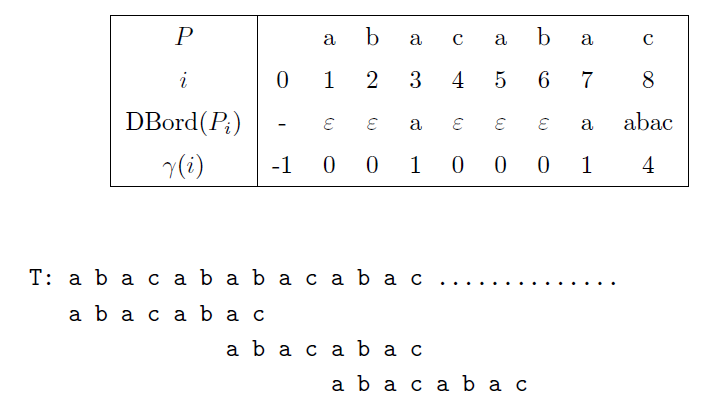 P a b a c a b a c
i 0 1 2 3 4 5 6 7 8
DBord(Pᵢ) - ε ε a ε ε ε a abac
γ(i) -1 0 0 1 0 0 0 1 4
T: a b a c a b a b a c a b a c ..............
a b a c a b a c
a b a c a b a c
a b a c a b a c